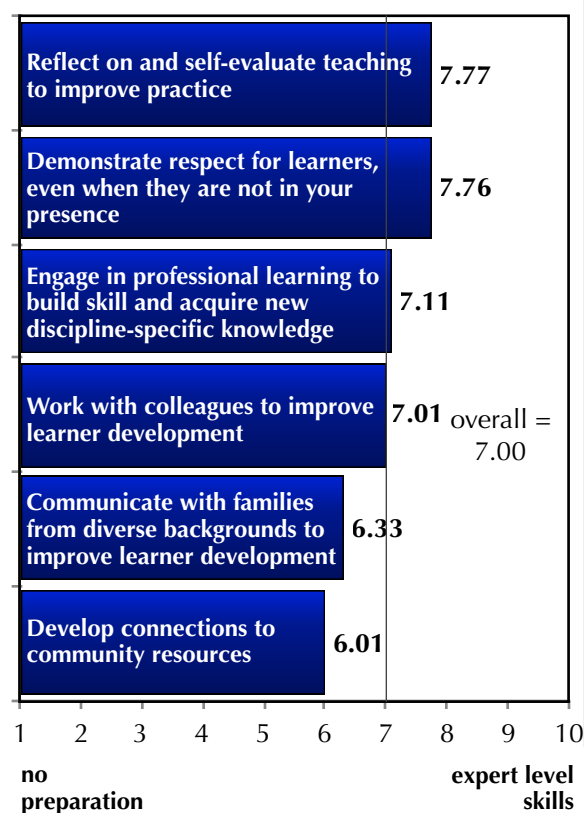 Reflect on and self-evaluate teaching
to improve practice
7.77
Demonstrate respect for learners,
even when they are not in your
presence
7.76
Engage in professional learning to
build skill and acquire new
discipline-specific knowledge
7.11
Work with colleagues to improve
learner development
7.01
overall =
7.00
Communicate with families
from diverse backgrounds to
improve learner development
6.33
Develop connections to
community resources
6.01
1 2 3 4 5 6 7 8 9 10
no
preparation
expert level
skills